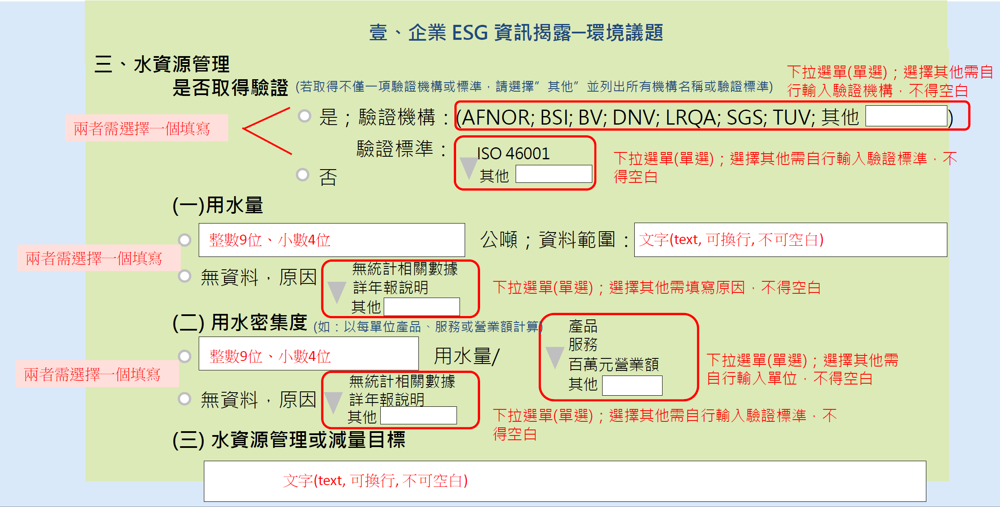 壹、企業 ESG 資訊揭露─環境議題
三、水資源管理
是否取得驗證 (若取得不僅一項驗證機構或標準，請選擇”其他”並列出所有機構名稱或驗證標準)
下拉選單(單選)；選擇其他需自
行輸入驗證機構，不得空白
兩者需選擇一個填寫
是；驗證機構：(AFNOR; BSI; BV; DNV; LRQA; SGS; TUV; 其他 )
驗證標準：
ISO 46001
其他
下拉選單(單選)；選擇其他需自行輸入驗證標準，不
得空白
否
(一)用水量
整數9位、小數4位 公噸；資料範圍：文字(text, 可換行, 不可空白)
兩者需選擇一個填寫
無資料，原因
無統計相關數據
詳年報說明
其他
下拉選單(單選)；選擇其他需填寫原因，不得空白
(二) 用水密集度 (如：以每單位產品、服務或營業額計算)
整數9位、小數4位 用水量/
產品
服務
百萬元營業額
其他
下拉選單(單選)；選擇其他需
自行輸入單位，不得空白
兩者需選擇一個填寫
無資料，原因
無統計相關數據
詳年報說明
其他
下拉選單(單選)；選擇其他需自行輸入驗證標準，不
得空白
(三) 水資源管理或減量目標
文字(text, 可換行, 不可空白)